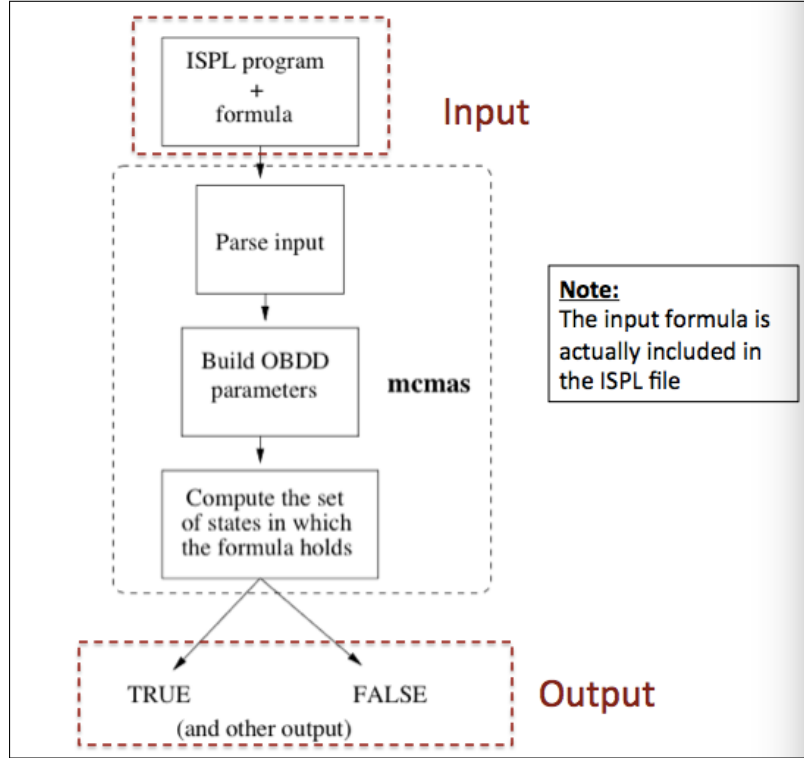 ISPL program
+
formula
Input
Parse input
Note:
The input formula is
actually included in
the ISPL file
Build OBDD
parameters
mcmas
Compute the set
of states in which
the formula holds
TRUE
FALSE
(and other output)
Output